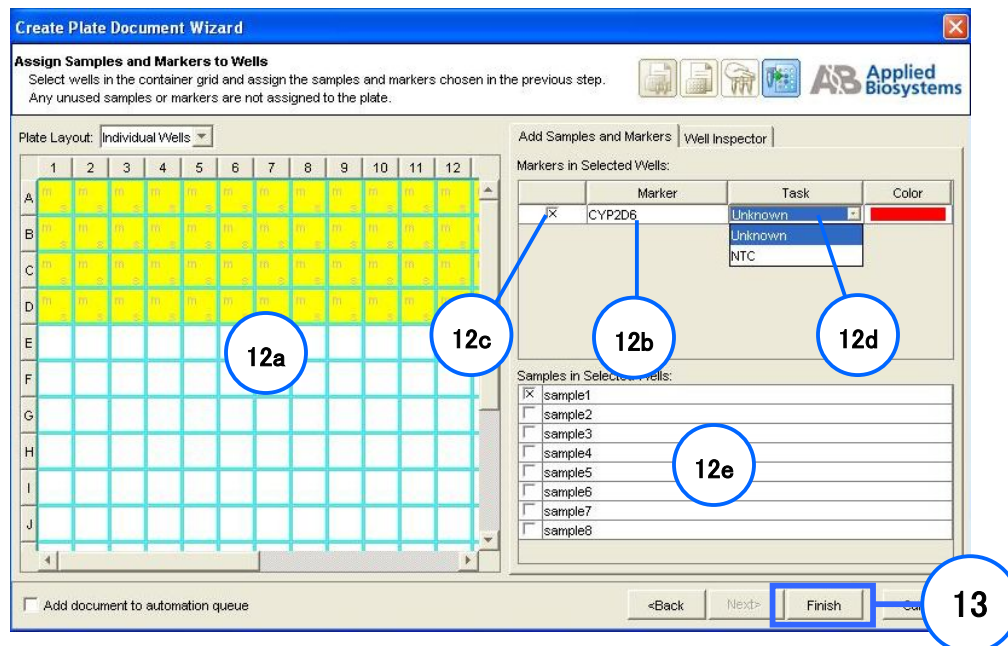 Create Plate Document Wizard
Assign Samples and Markers to Wells
Select wells in the container grid and assign the samples and markers chosen in the previous step.
Any unused samples or markers are not assigned to the plate.
AB Applied Biosystems
Plate Layout: Individual Wells
Add Samples and Markers Well Inspector
1 2 3 4 5 6 7 8 9 10 11 12
Markers in Selected Wells:
Marker Task Color
CYP2D6 Unknown
Unknown
NTC
A m s m s m s m s m s m s m s m s m s m s m s m s m
B m s m s m s m s m s m s m s m s m s m s m s m s m
C m s m s m s m s m s m s m s m s m s m s m s m s m
D m s m s m s m s m s m s m s m s m s m s m s m s m
E
F
G
H
I
J
12a
12c
12b
12d
Samples in Selected Wells:
sample1
sample2
sample3
sample4
sample5
sample6
sample7
sample8
12e
Add document to automation queue
<Back Next> Finish
13